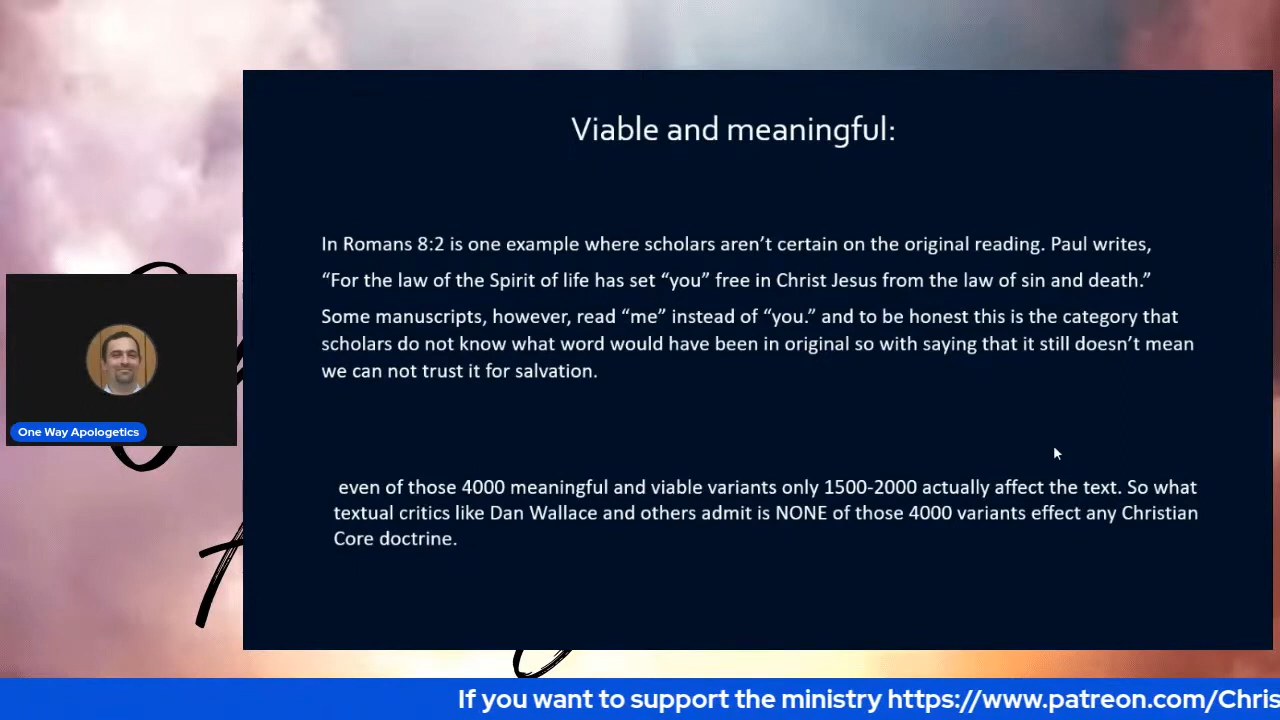 Viable and meaningful:
In Romans 8:2 is one example where scholars aren’t certain on the original reading. Paul writes,
“For the law of the Spirit of life has set “you” free in Christ Jesus from the law of sin and death.”
Some manuscripts, however, read “me” instead of “you.” and to be honest this is the category that
scholars do not know what word would have been in original so with saying that it still doesn’t mean
we can not trust it for salvation.
One Way Apologetics
even of those 4000 meaningful and viable variants only 1500-2000 actually affect the text. So what
textual critics like Dan Wallace and others admit is NONE of those 4000 variants effect any Christian
Core doctrine.
If you want to support the ministry https://www.patreon.com/Chris